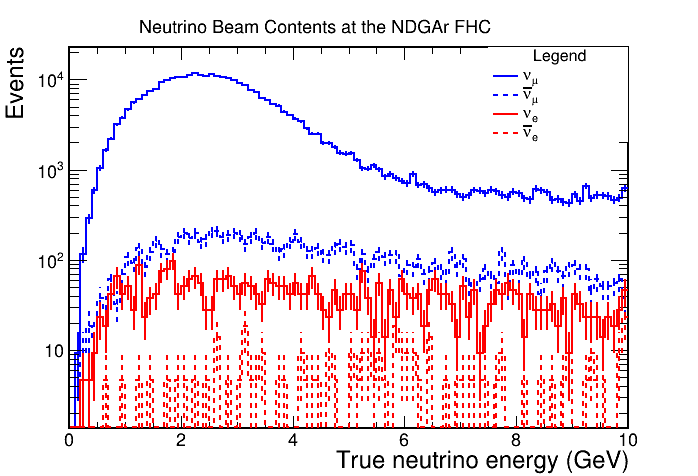 Neutrino Beam Contents at the NDGAr FHC
Events
Legend
ν_μ
ν̅_μ
ν_e
ν̅_e
10⁴
10³
10²
10
0 2 4 6 8 10
True neutrino energy (GeV)